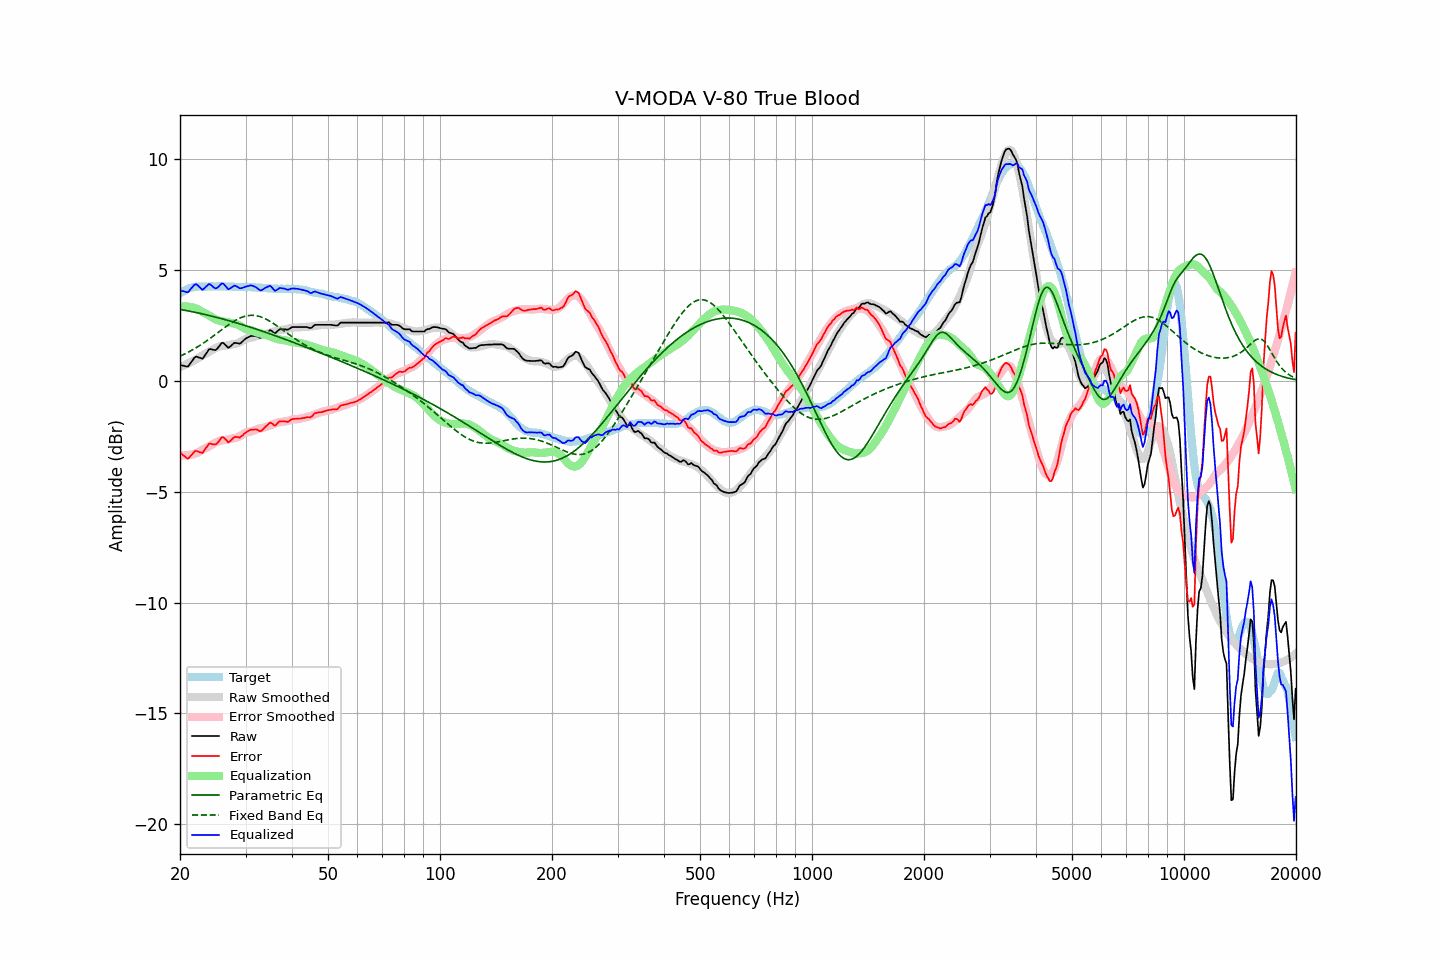 V-MODA V-80 True Blood
10
5
0
−5
−10
−15
−20
Amplitude (dBr)
Target
Raw Smoothed
Error Smoothed
Raw
Error
Equalization
Parametric Eq
Fixed Band Eq
Equalized
20 50 100 200 500 1000 2000 5000 10000 20000
Frequency (Hz)